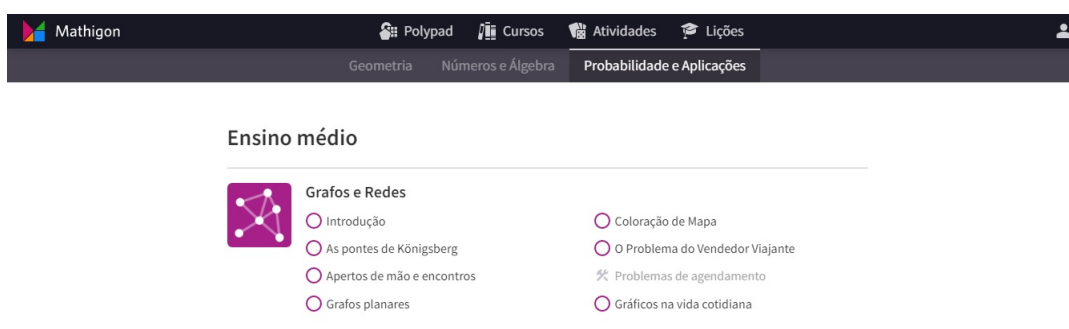 Mathigon Polypad Cursos Atividades Lições
Geometria Números e Álgebra Probabilidade e Aplicações
Ensino médio
Grafos e Redes
Introdução
As pontes de Königsberg
Apertos de mão e encontros
Grafos planares
Coloração de Mapa
O Problema do Vendedor Viajante
Problemas de agendamento
Gráficos na vida cotidiana